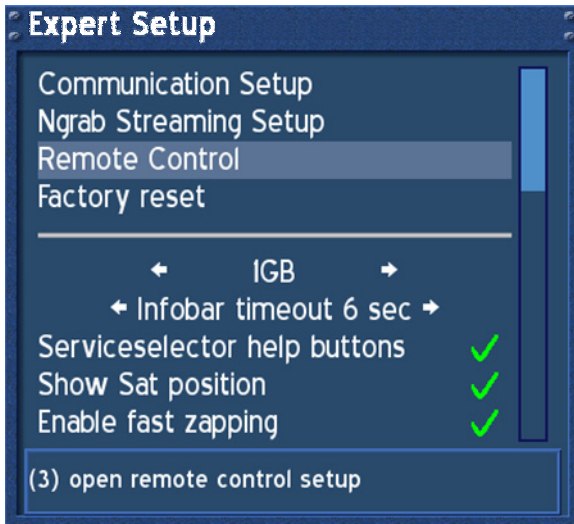 Expert Setup
Communication Setup
Ngrab Streaming Setup
Remote Control
Factory reset
1GB
Infobar timeout 6 sec
Serviceselector help buttons
Show Sat position
Enable fast zapping
(3) open remote control setup